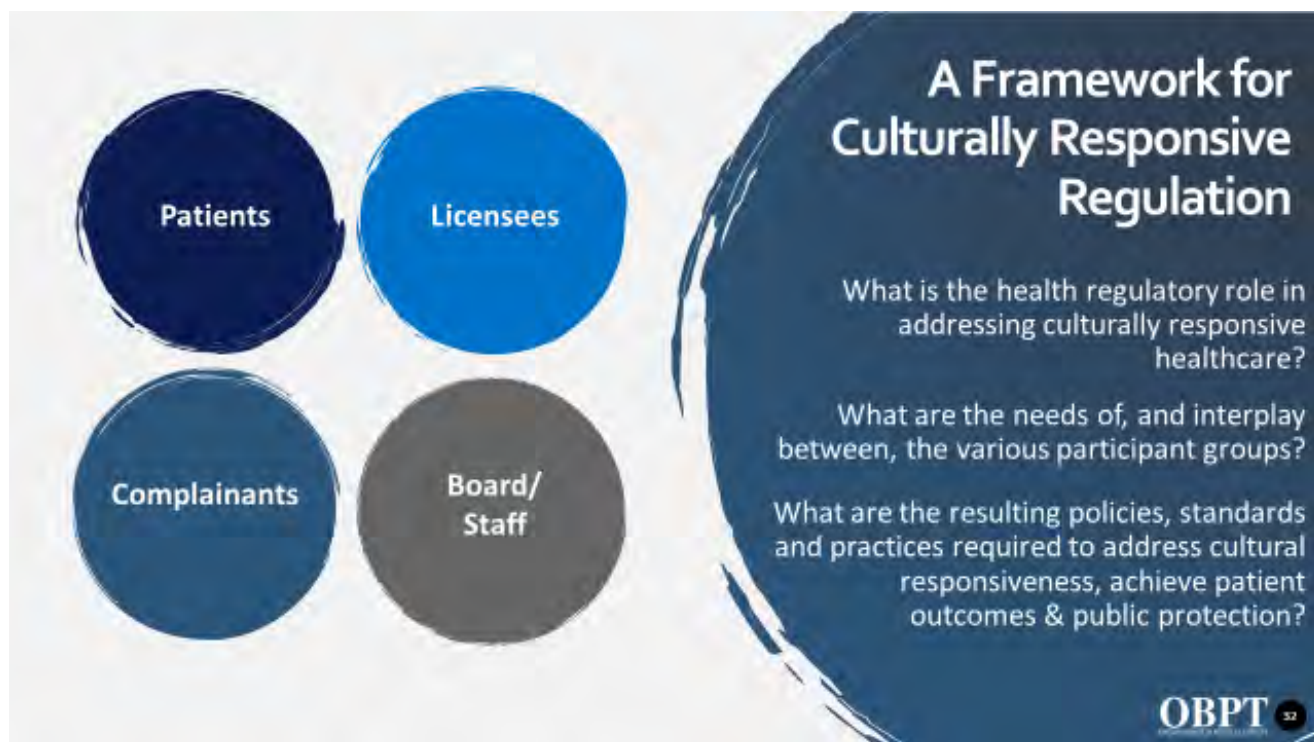 A Framework for
Culturally Responsive
Regulation
Patients
Licensees
Complainants
Board/
Staff
What is the health regulatory role in
addressing culturally responsive
healthcare?
What are the needs of, and interplay
between, the various participant groups?
What are the resulting policies, standards
and practices required to address cultural
responsiveness, achieve patient
outcomes & public protection?
OBPT
32